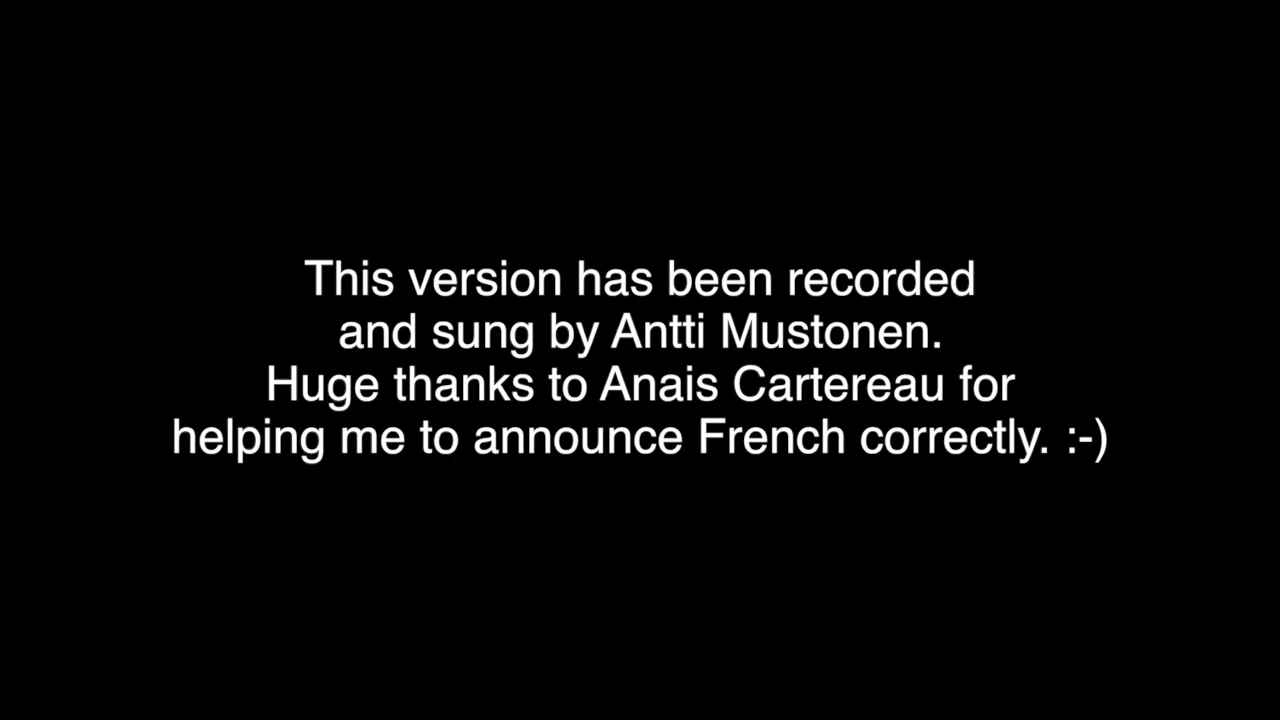 This version has been recorded
and sung by Antti Mustonen.
Huge thanks to Anais Cartereau for
helping me to announce French correctly. :-)